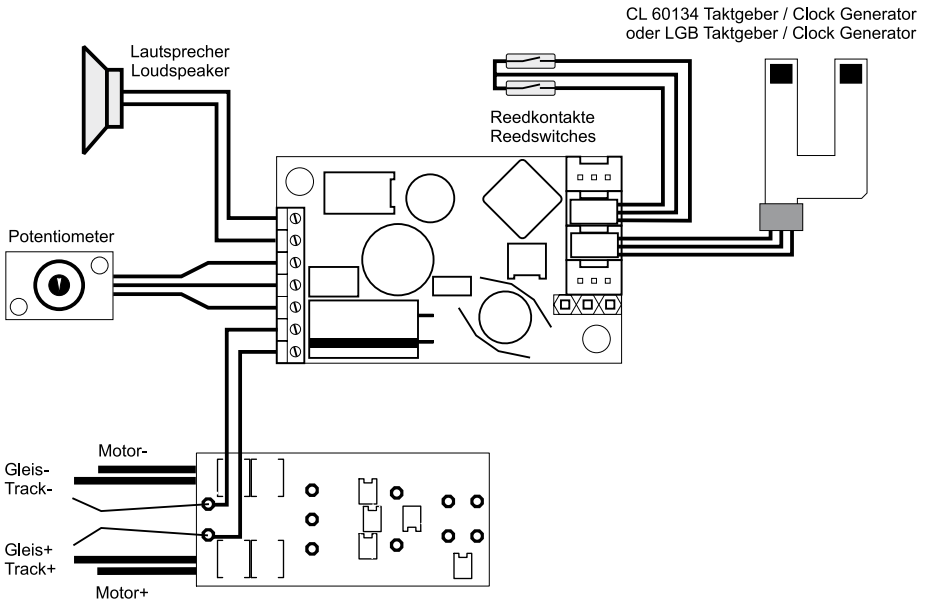 CL 60134 Taktgeber / Clock Generator
oder LGB Taktgeber / Clock Generator
Lautsprecher
Loudspeaker
Reedkontakte
Reedswitches
Potentiometer
Motor-
Gleis-
Track-
Gleis+
Track+
Motor+